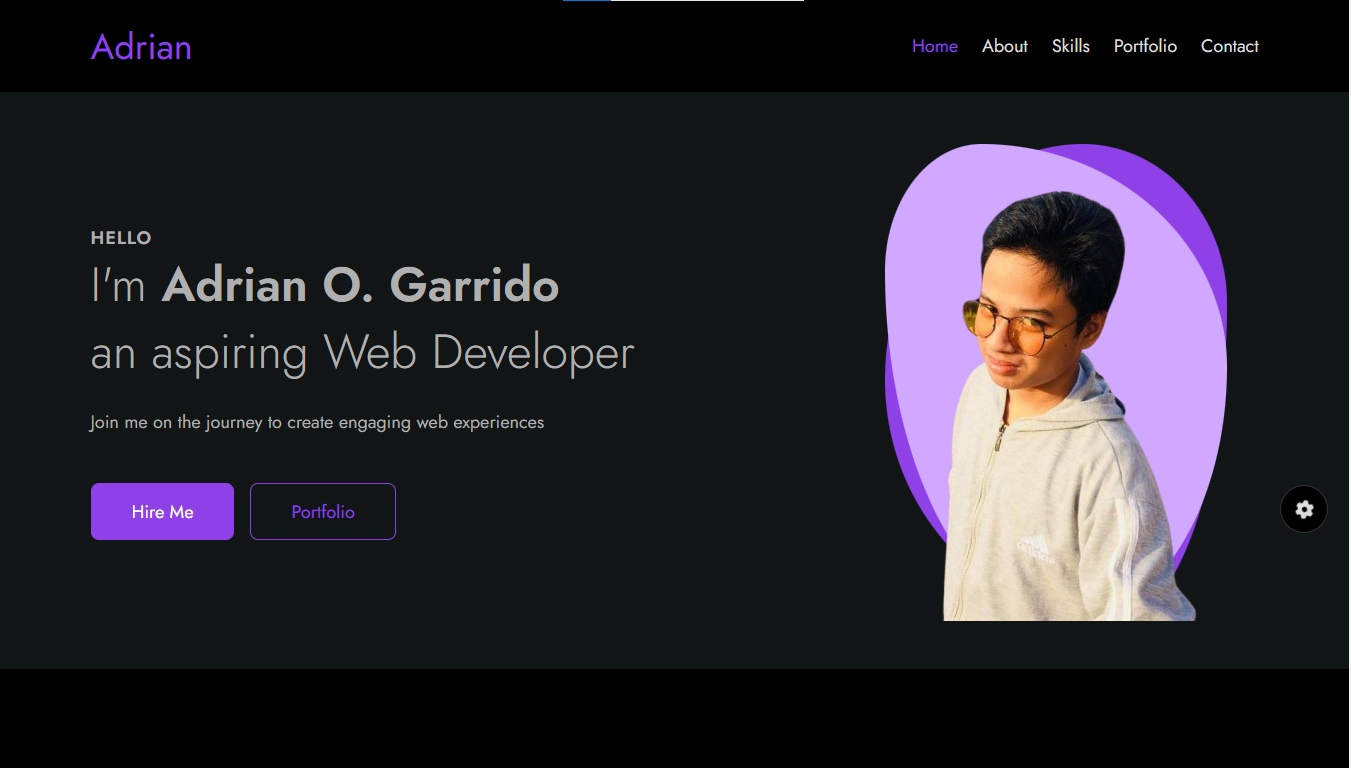 Adrian
Home About Skills Portfolio Contact
HELLO
I'm Adrian O. Garrido
an aspiring Web Developer
Join me on the journey to create engaging web experiences
Hire Me Portfolio